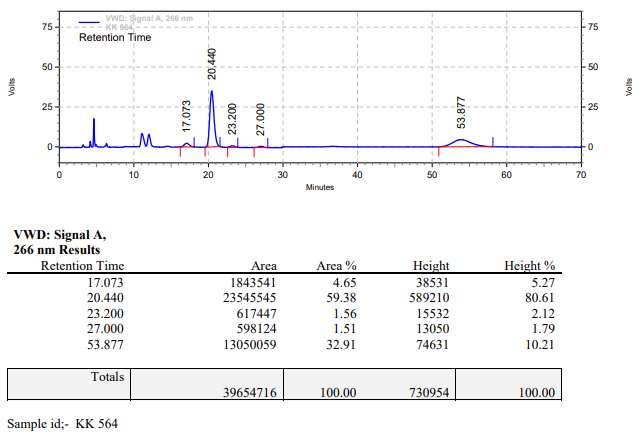 VWD: Signal A, 266 nm
KK 564,
Retention Time
75
50
25
0
Volts
17.073
20.440
23.200
27.000
53.877
75
50
25
0
Volts
0 10 20 30 40 50 60 70
Minutes
VWD: Signal A,
266 nm Results
Retention Time Area Area % Height Height %
17.073 1843541 4.65 38531 5.27
20.440 23545545 59.38 589210 80.61
23.200 617447 1.56 15532 2.12
27.000 598124 1.51 13050 1.79
53.877 13050059 32.91 74631 10.21
Totals
39654716 100.00 730954 100.00
Sample id;- KK 564